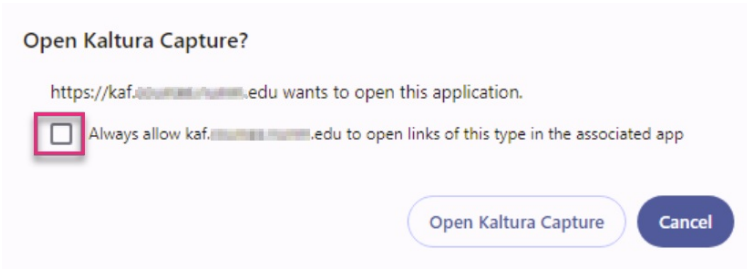 Open Kaltura Capture?
https://kaf. .edu wants to open this application.
Always allow kaf. .edu to open links of this type in the associated app
Open Kaltura Capture
Cancel